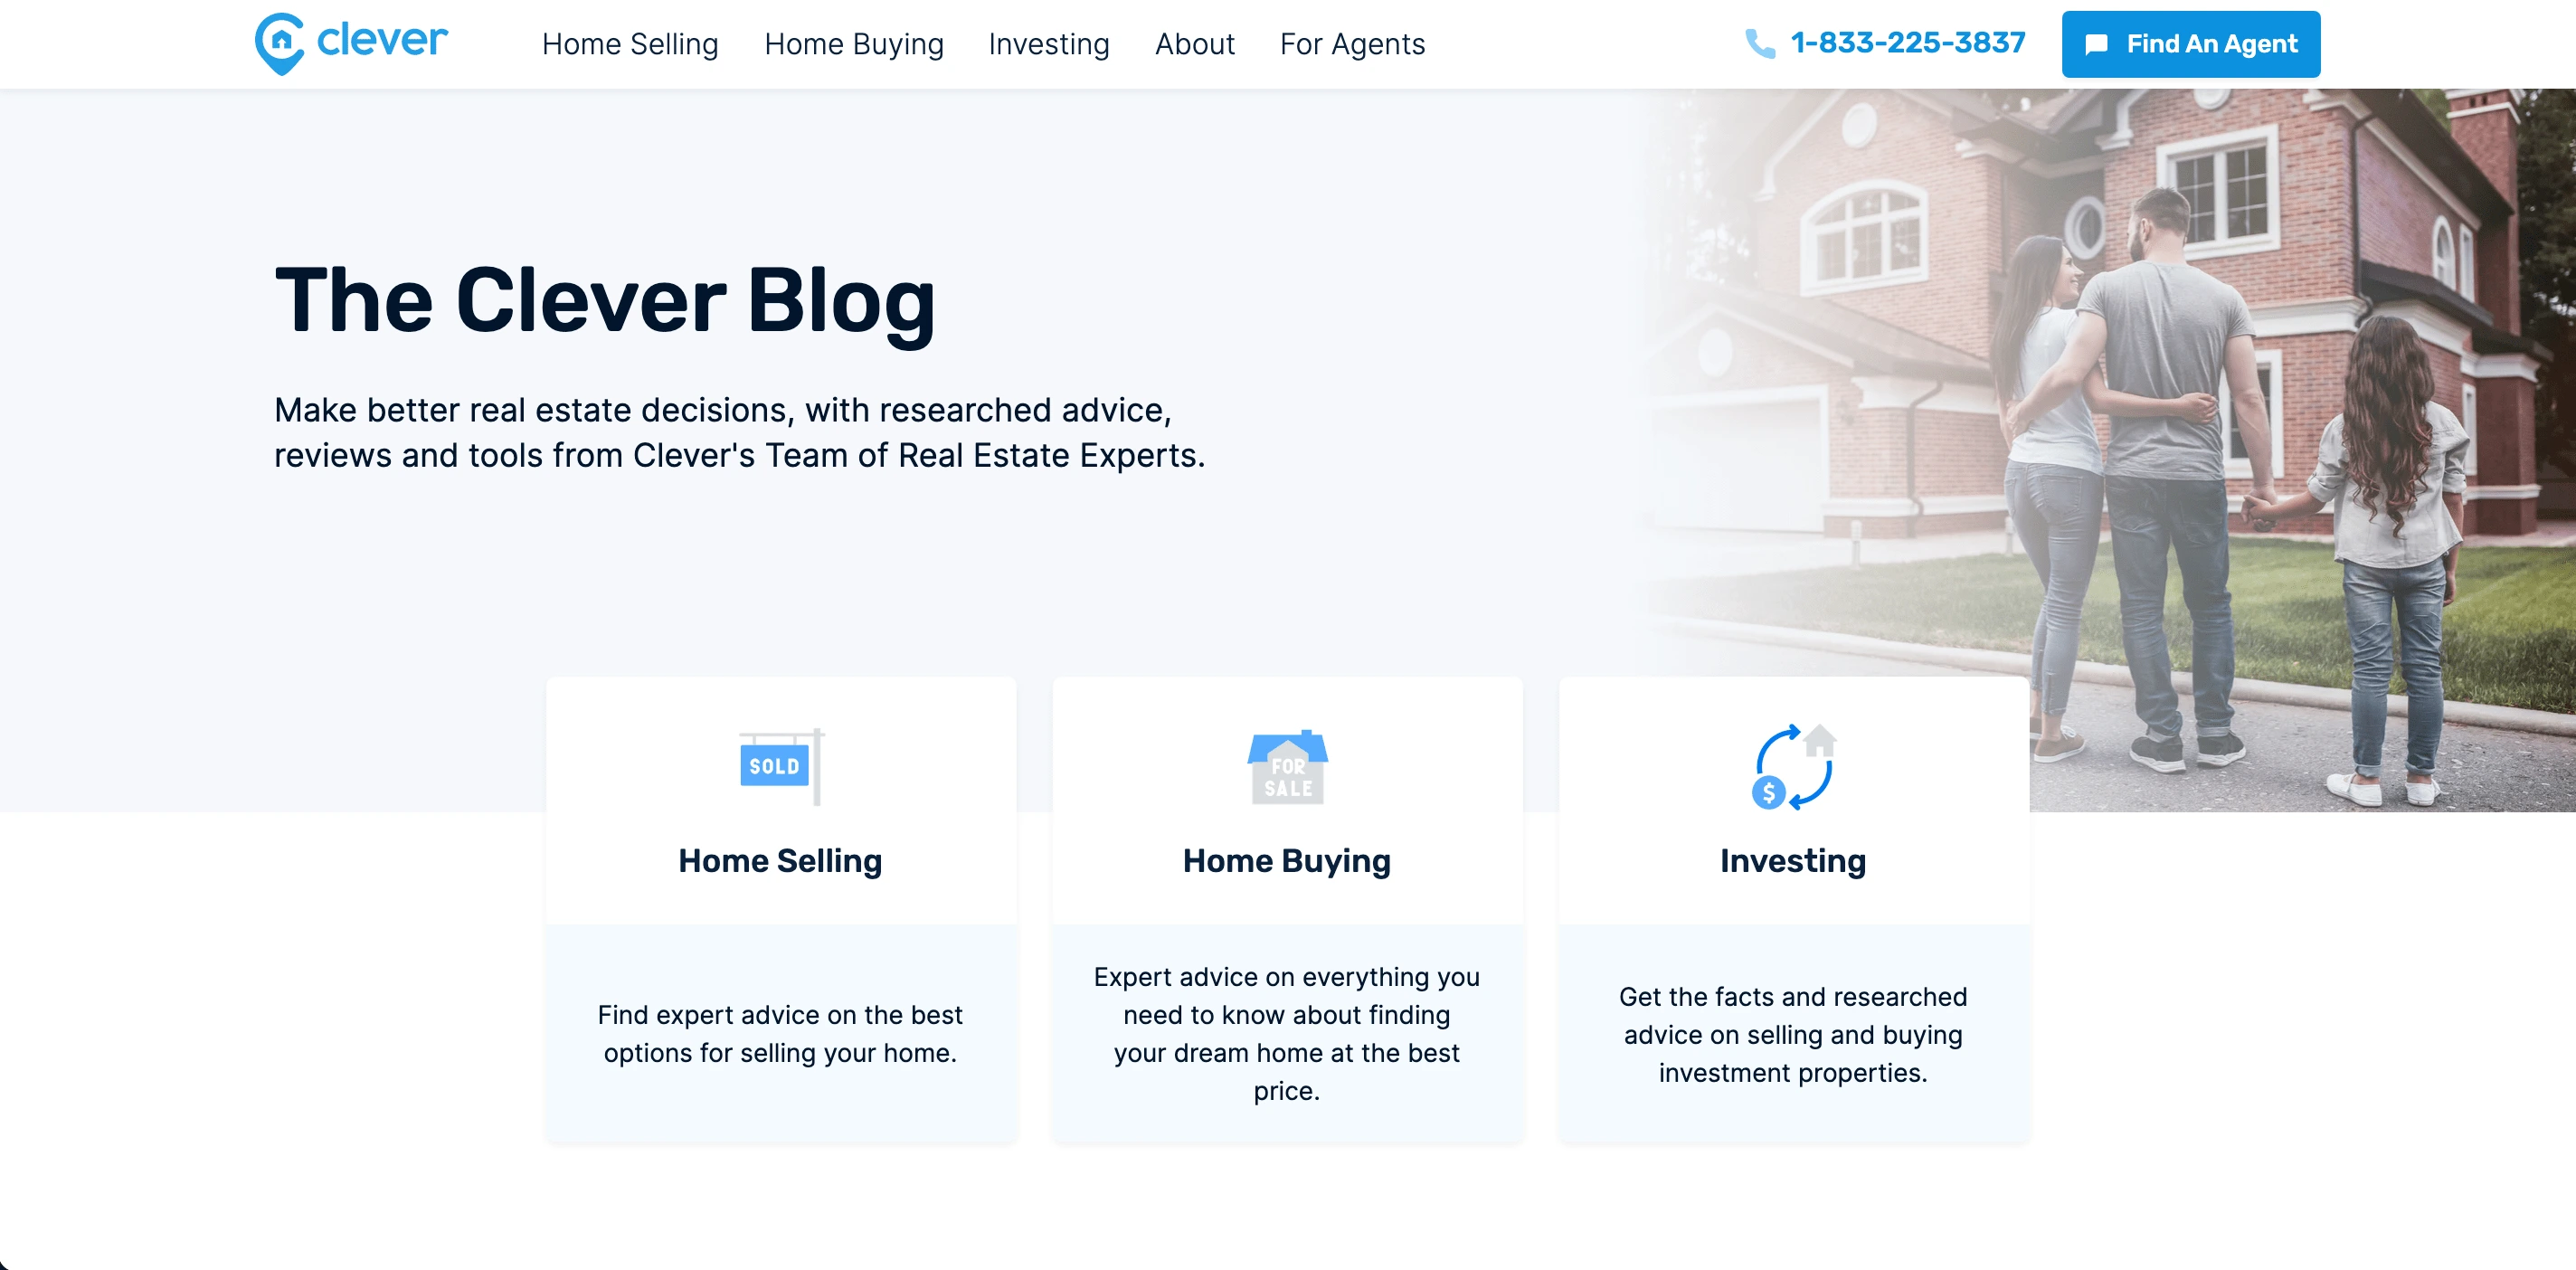 clever
Home Selling
Home Buying
Investing
About
For Agents
1-833-225-3837
Find An Agent
The Clever Blog
Make better real estate decisions, with researched advice,
reviews and tools from Clever's Team of Real Estate Experts.
SOLD
Home Selling
Find expert advice on the best
options for selling your home.
FOR
SALE
Home Buying
Expert advice on everything you
need to know about finding
your dream home at the best
price.
$
Investing
Get the facts and researched
advice on selling and buying
investment properties.